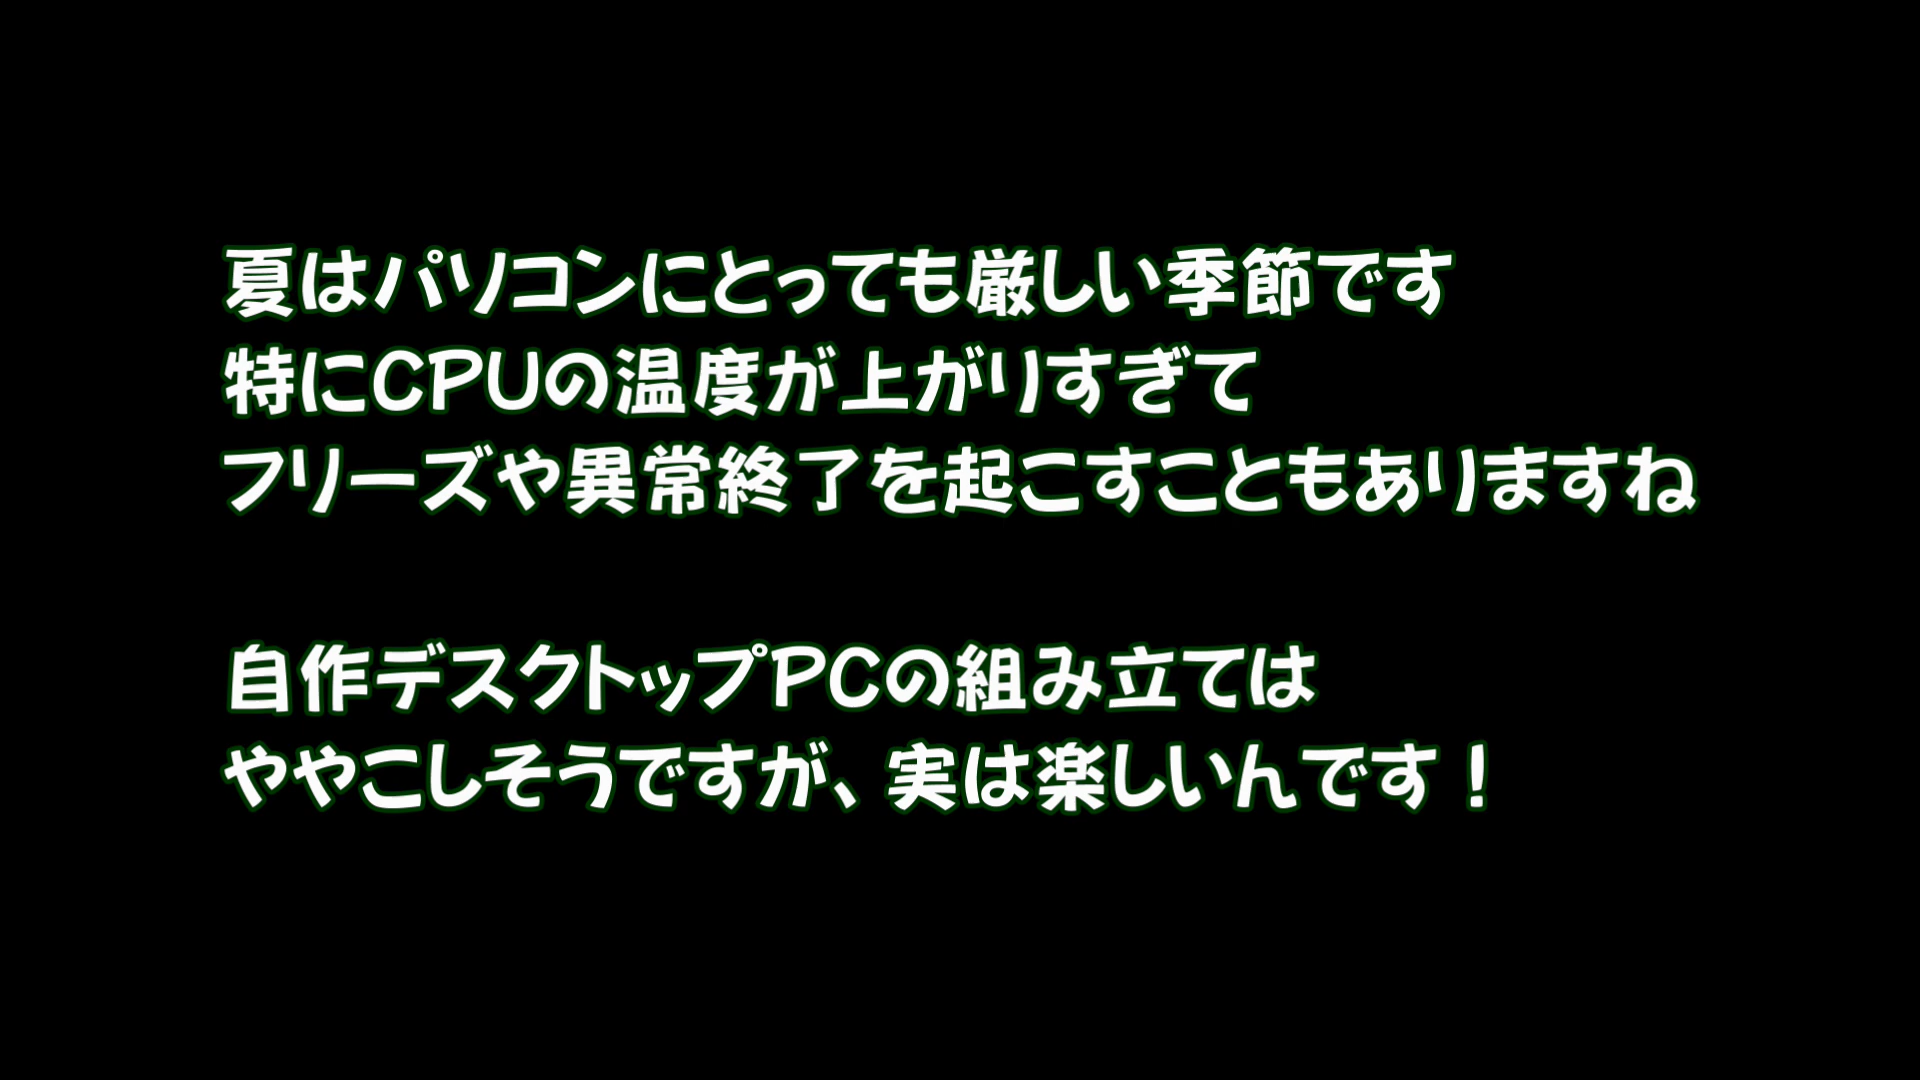 夏はパソコンにとっても厳しい季節です
特にCPUの温度が上がりすぎて
フリーズや異常終了を起こすこともありますね
自作デスクトップPCの組み立ては
ややこしそうですが、実は楽しいんです！